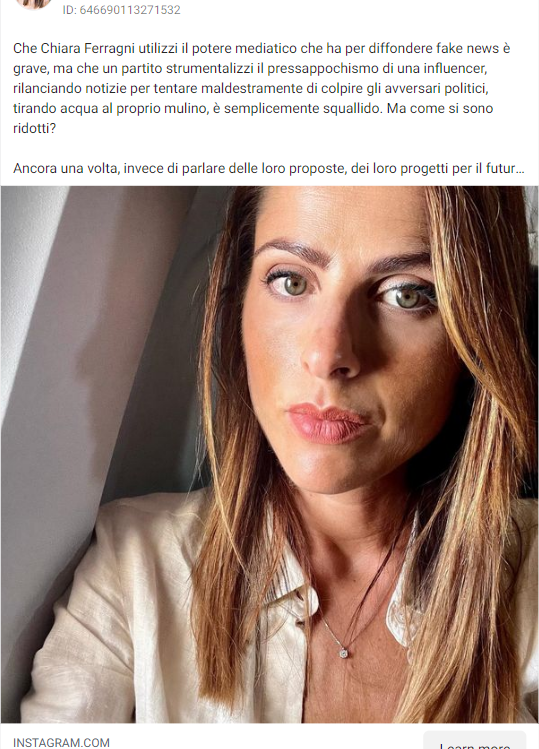 ID: 646690113271532
Che Chiara Ferragni utilizzi il potere mediatico che ha per diffondere fake news è
grave, ma che un partito strumentalizzi il pressappochismo di una influencer,
rilanciando notizie per tentare maldestramente di colpire gli avversari politici,
tirando acqua al proprio mulino, è semplicemente squallido. Ma come si sono
ridotti?
Ancora una volta, invece di parlare delle loro proposte, dei loro progetti per il futur...
INSTAGRAM.COM
Learn more